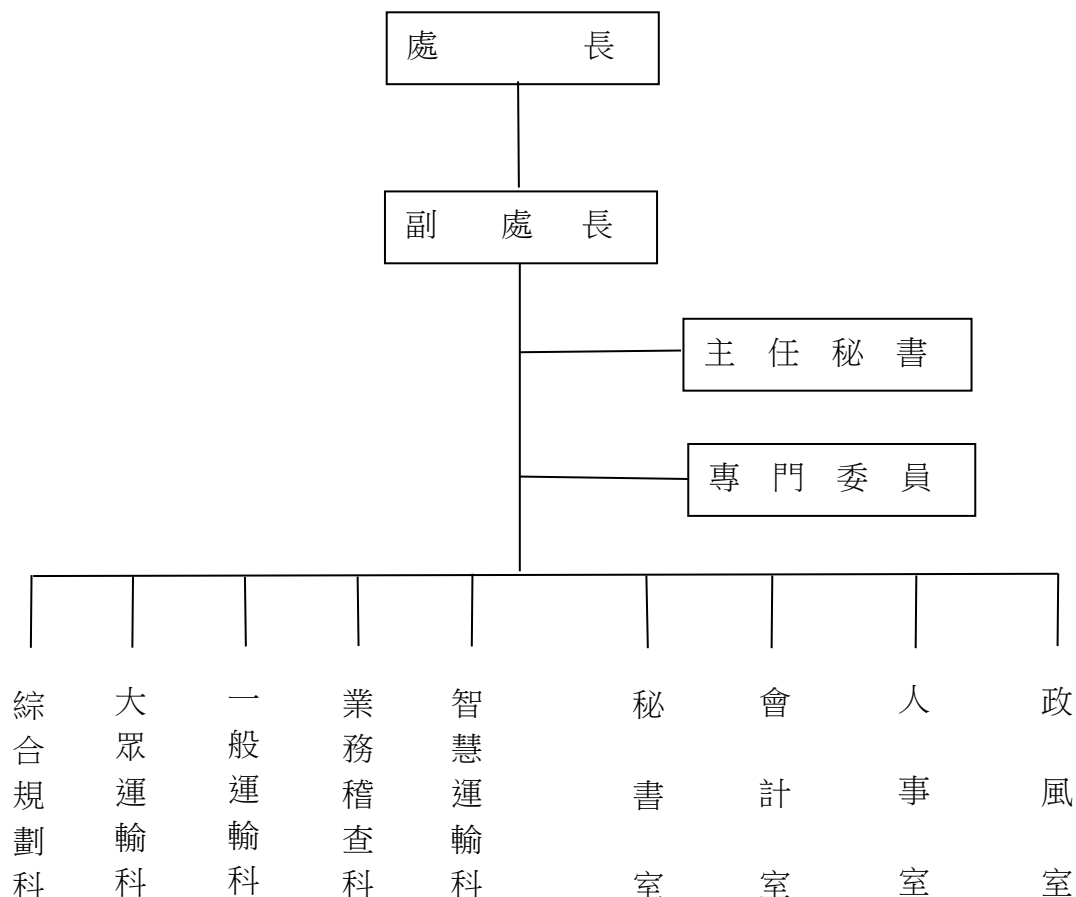 處長
副處長
主任秘書
專門委員
綜合規劃科
大眾運輸科
一般運輸科
業務稽查科
智慧運輸科
秘書室
會計室
人事室
政風室